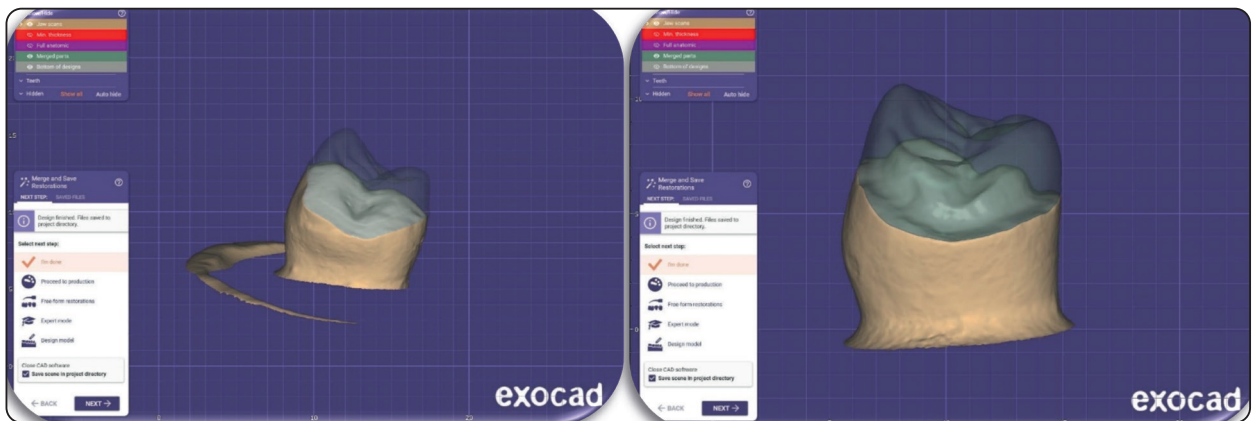 Jaw scans
Min. thickness
Full anatomic
Merged parts
Bottom of designs
Teeth
Hidden Show all Auto hide
Merge and Save
Restorations
NEXT STEP: SAVED FILES
Design finished. Files saved to
project directory.
Select next step:
I'm done
Proceed to production
Free-form restorations
Expert mode
Design model
Close CAD software
Save scans in project directory
BACK NEXT
10
20
exocad
Jaw scans
Min. thickness
Full anatomic
Merged parts
Bottom of designs
Teeth
Hidden Show all Auto hide
Merge and Save
Restorations
NEXT STEP: SAVED FILES
Design finished. Files saved to
project directory.
Select next step:
I'm done
Proceed to production
Free-form restorations
Expert mode
Design model
Close CAD software
Save scans in project directory
BACK NEXT
exocad